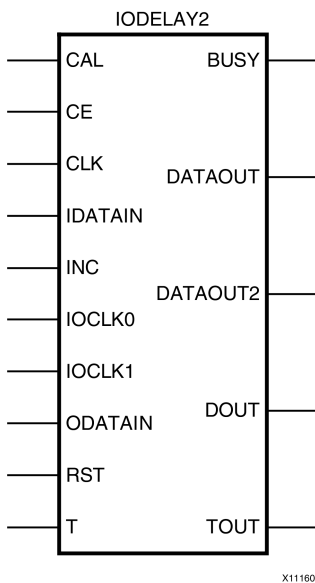 IODELAY2
CAL
BUSY
CE
CLK
DATAOUT
IDATAIN
INC
DATAOUT2
IOCLK0
IOCLK1
DOUT
ODATAIN
RST
T
TOUT
X11160